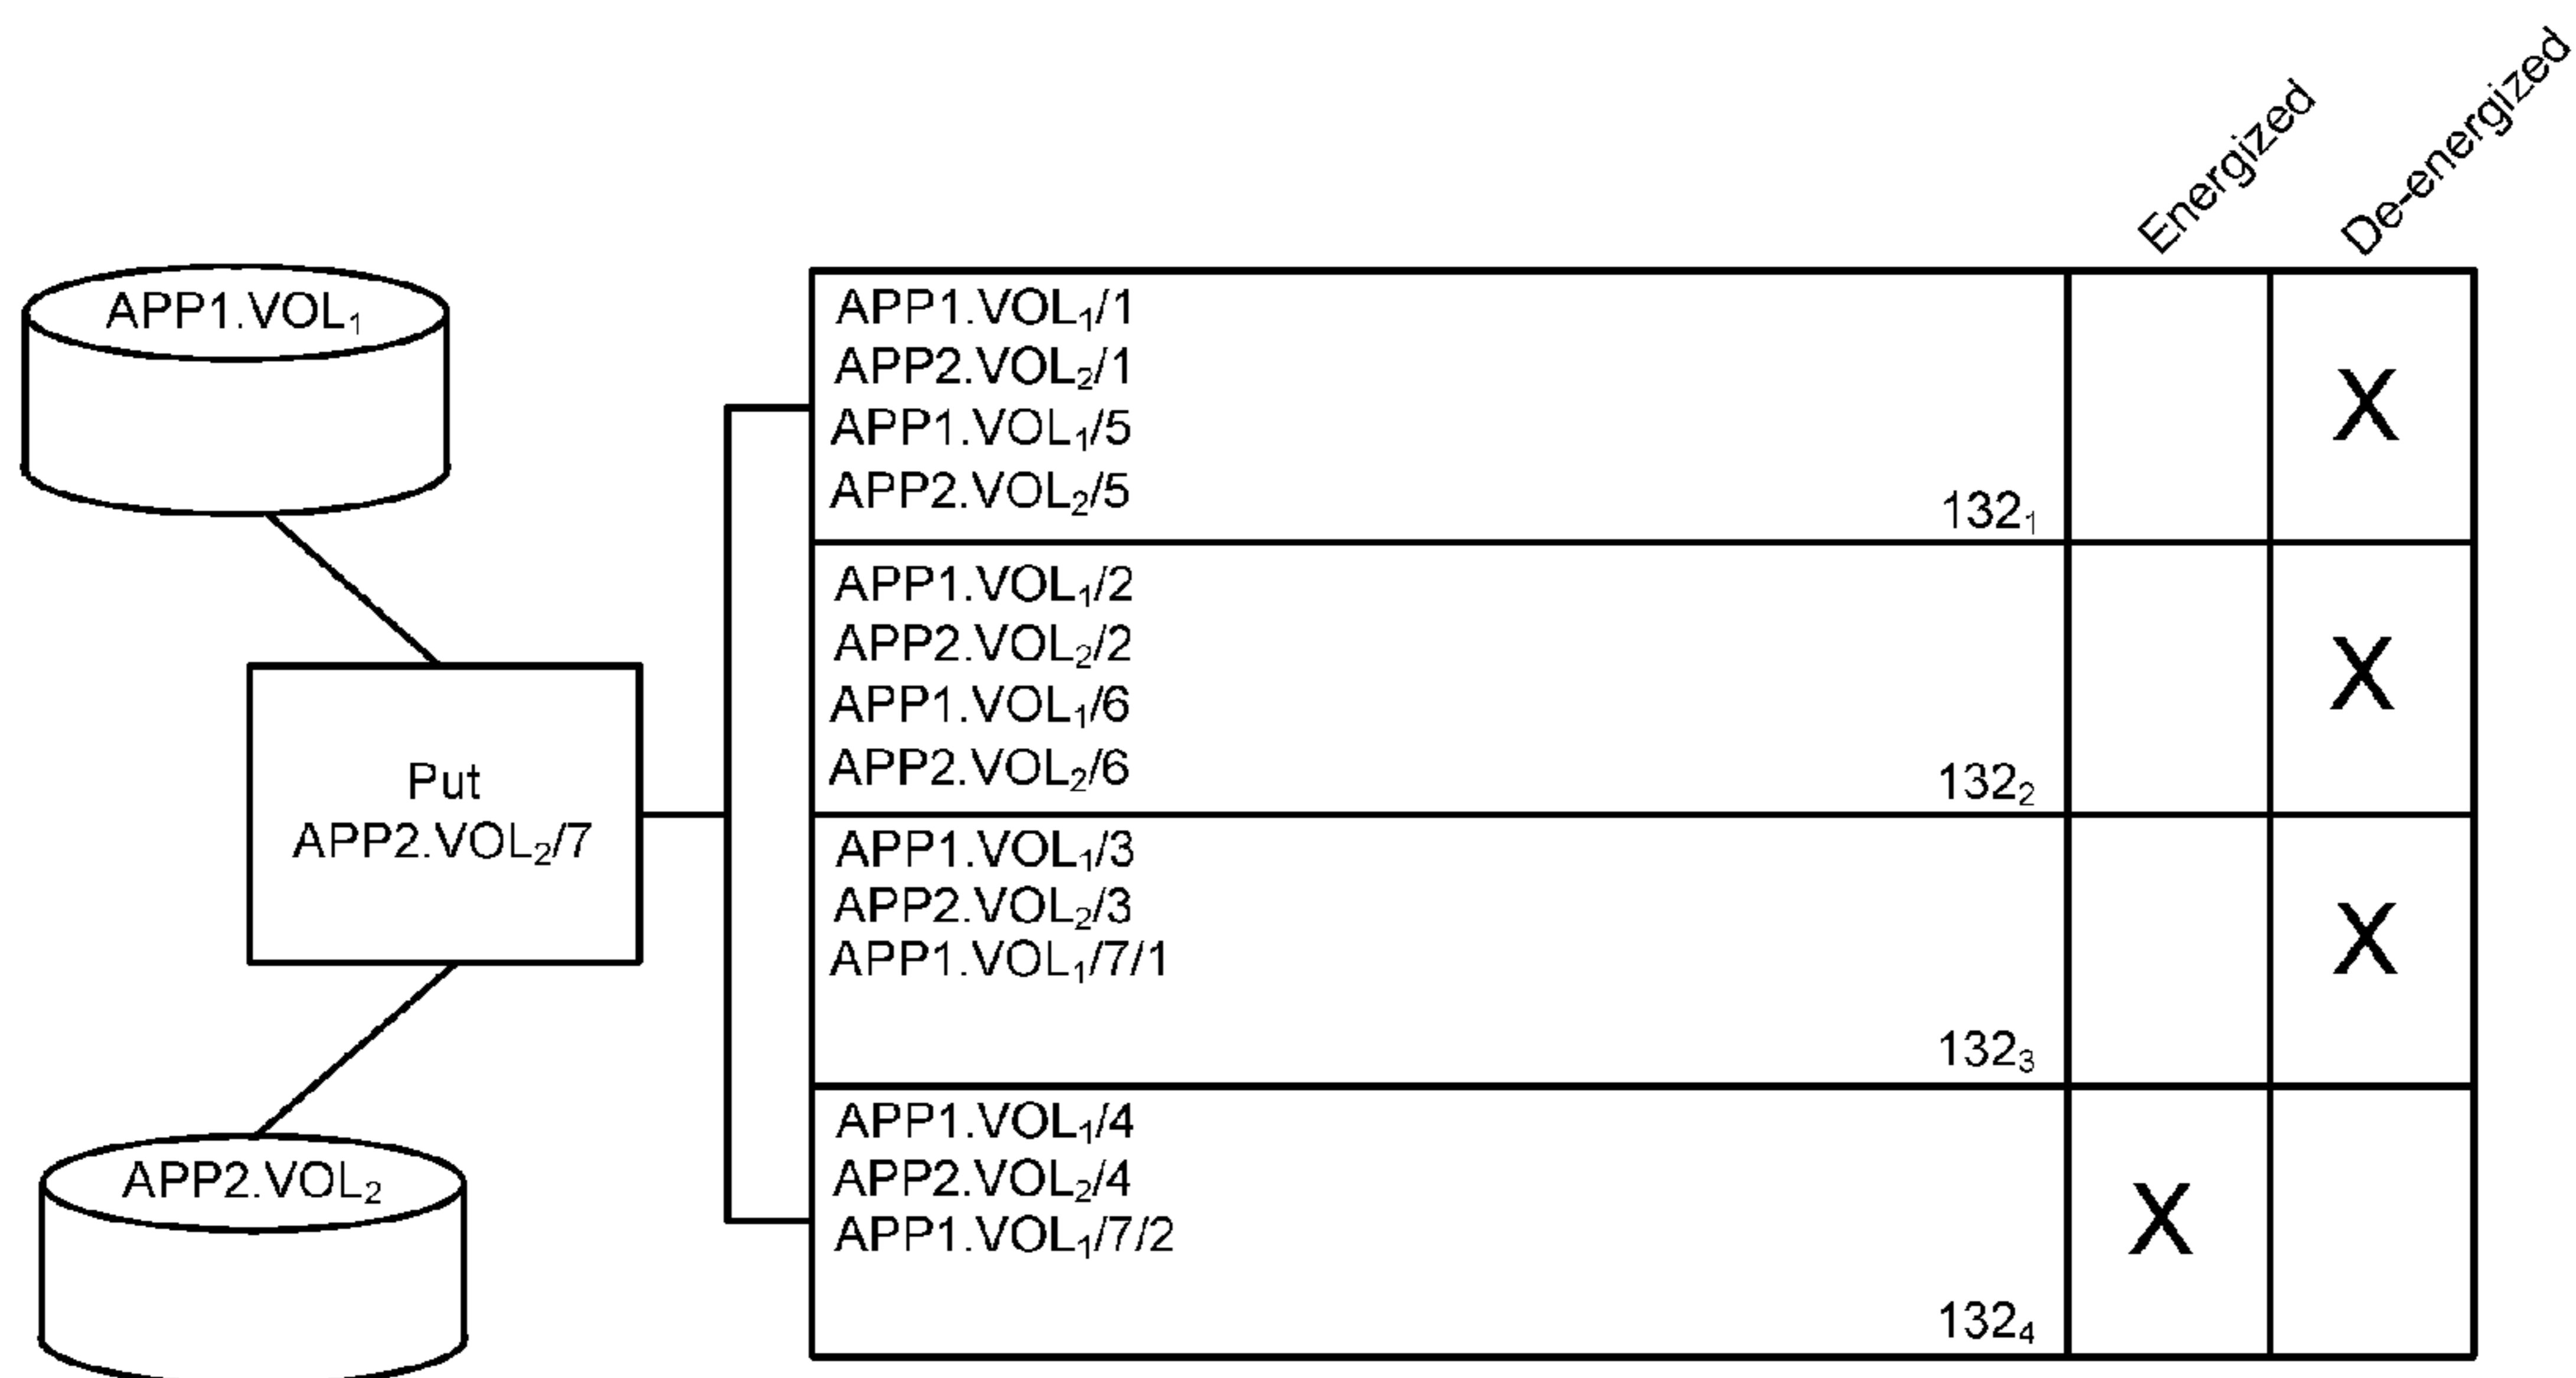 Energized
De-energized
APP1.VOL₁
APP1.VOL₁/1
APP2.VOL₂/1
APP1.VOL₁/5
APP2.VOL₂/5
132₁
APP1.VOL₁/2
APP2.VOL₂/2
APP1.VOL₁/6
APP2.VOL₂/6
132₂
X
X
Put
APP2.VOL₂/7
APP1.VOL₁/3
APP2.VOL₂/3
APP1.VOL₁/7/1
132₃
X
APP2.VOL₂
APP1.VOL₁/4
APP2.VOL₂/4
APP1.VOL₁/7/2
132₄
X